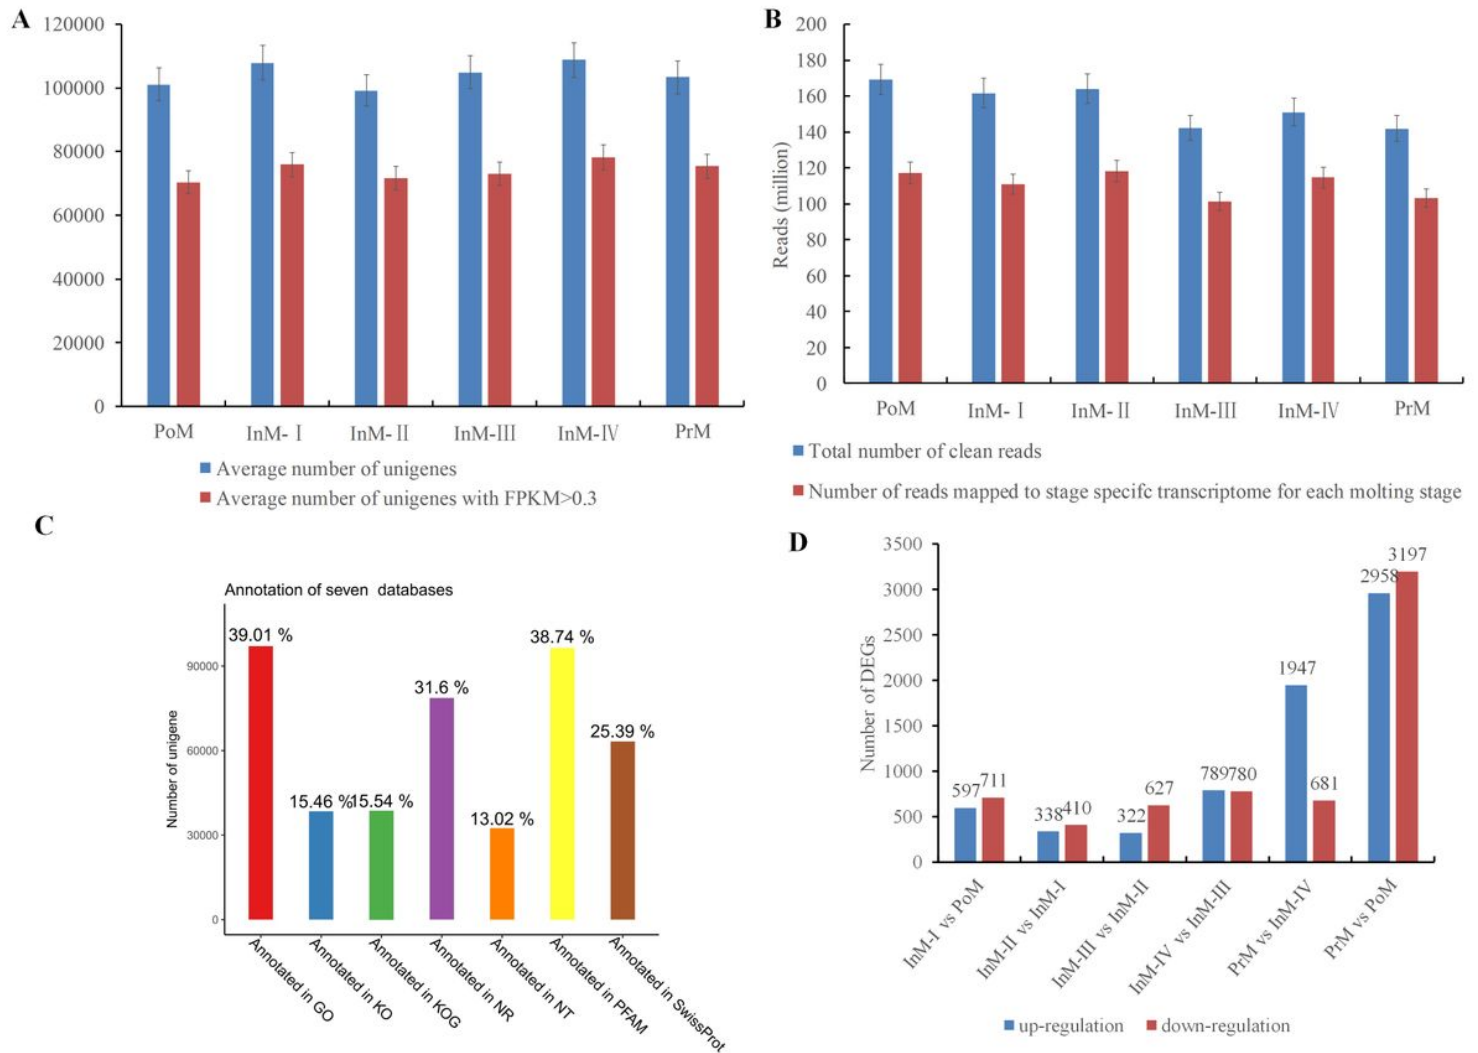 A
120000
100000
80000
60000
40000
20000
0
PoM
InM- Ⅰ
InM- Ⅱ
InM-III
InM-Ⅳ
PrM
Average number of unigenes
Average number of unigenes with FPKM>0.3
B
Reads (million)
200
180
160
140
120
100
80
60
40
20
0
PoM
InM- Ⅰ
InM- Ⅱ
InM-III
InM-Ⅳ
PrM
Total number of clean reads
Number of reads mapped to stage specifc transcriptome for each molting stage
C
Annotation of seven databases
Number of unigene
90000
60000
30000
0
39.01 %
15.46 %
15.54 %
31.6 %
13.02 %
38.74 %
25.39 %
Annotated in GO
Annotated in KO
Annotated in KOG
Annotated in NR
Annotated in NT
Annotated in PFAM
Annotated in SwissProt
D
Number of DEGs
3500
3000
2500
2000
1500
1000
500
0
597
711
338
410
322
627
789
780
1947
681
2958
3197
InM-I vs PoM
InM-II vs InM-I
InM-III vs InM-II
InM-IV vs InM-III
PrM vs InM-IV
PrM vs PoM
up-regulation
down-regulation